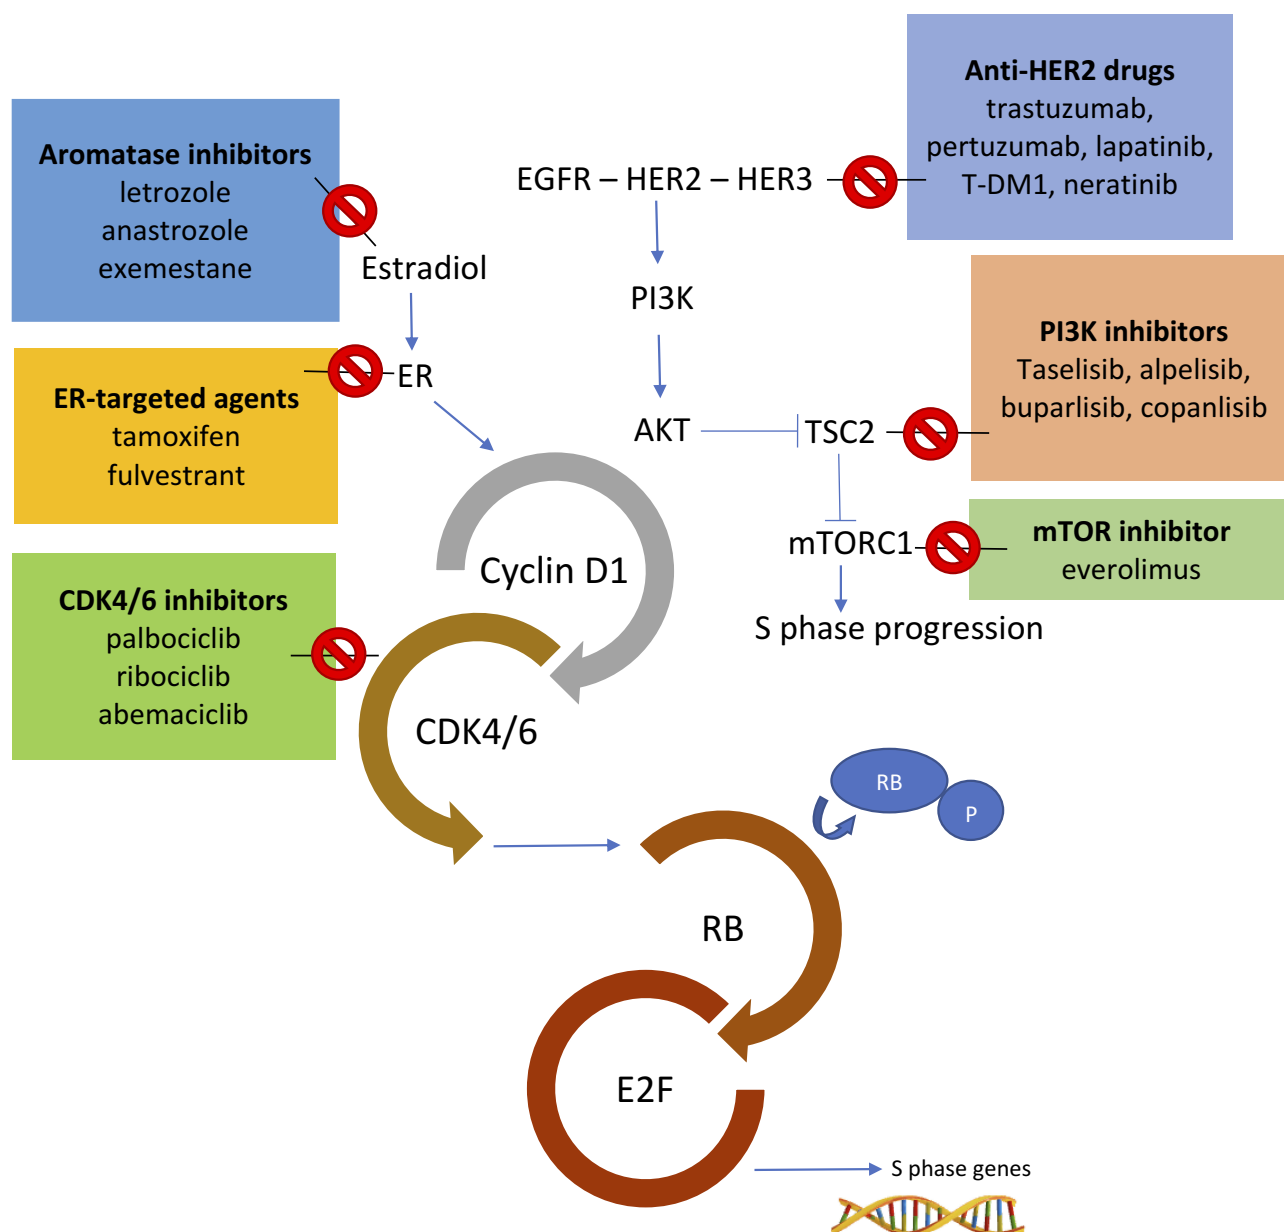 Aromatase inhibitors
letrozole
anastrozole
exemestane
Estradiol
ER-targeted agents
tamoxifen
fulvestrant
ER
CDK4/6 inhibitors
palbociclib
ribociclib
abemaciclib
Anti-HER2 drugs
trastuzumab,
pertuzumab, lapatinib,
T-DM1, neratinib
EGFR – HER2 – HER3
PI3K
PI3K inhibitors
Taselisib, alpelisib,
buparlisib, copanlisib
AKT
TSC2
mTOR inhibitor
everolimus
mTORC1
S phase progression
Cyclin D1
CDK4/6
RB
P
RB
E2F
S phase genes